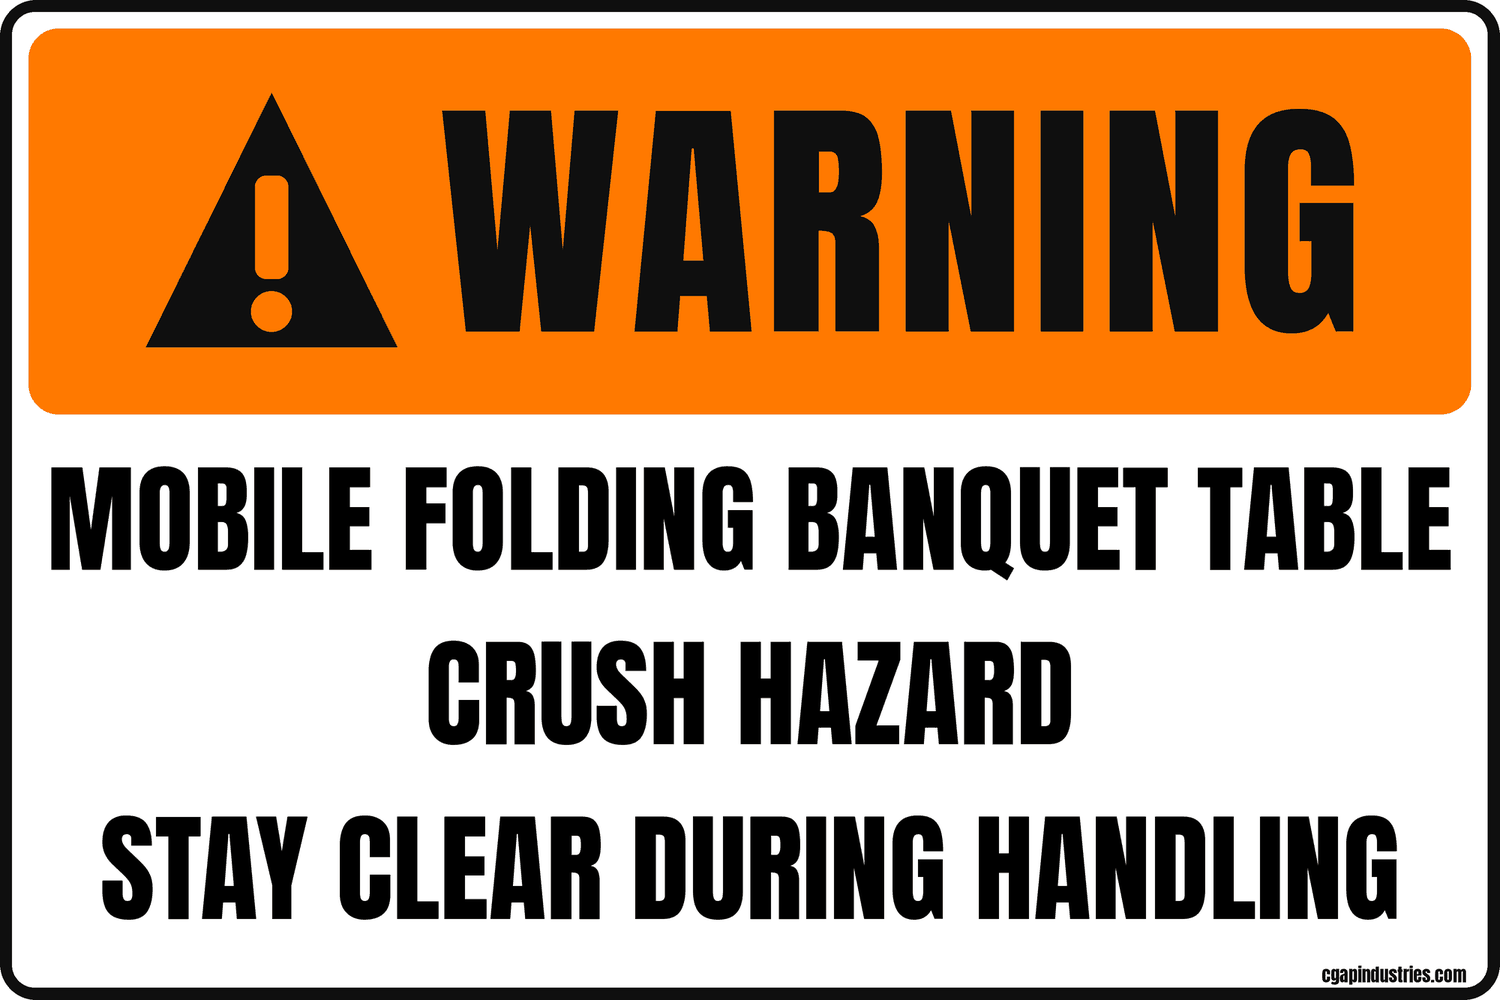 WARNING
MOBILE FOLDING BANQUET TABLE
CRUSH HAZARD
STAY CLEAR DURING HANDLING
cgapindustries.com